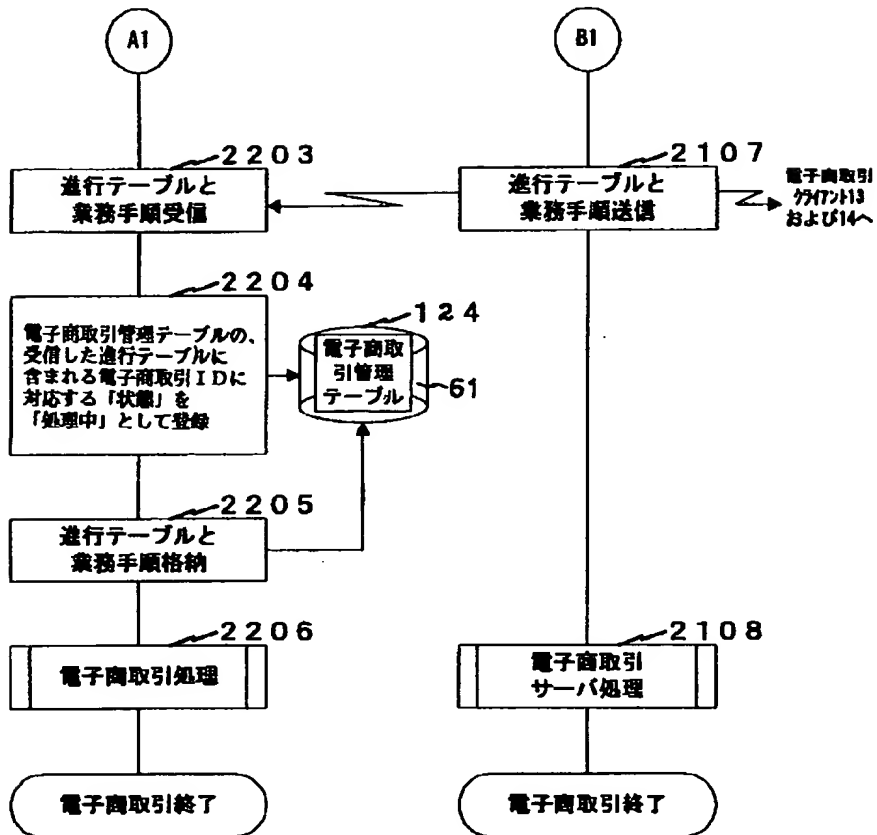 A1
B1
2203
進行テーブルと
業務手順受信
2107
進行テーブルと
業務手順送信
電子商取引
クライアント13
および14へ
2204
電子商取引管理テーブルの、
受信した進行テーブルに
含まれる電子商取引IDに
対応する「状態」を
「処理中」として登録
124
電子商取
引管理
テーブル
61
2205
進行テーブルと
業務手順格納
2206
電子商取引処理
2108
電子商取引
サーバ処理
電子商取引終了
電子商取引終了